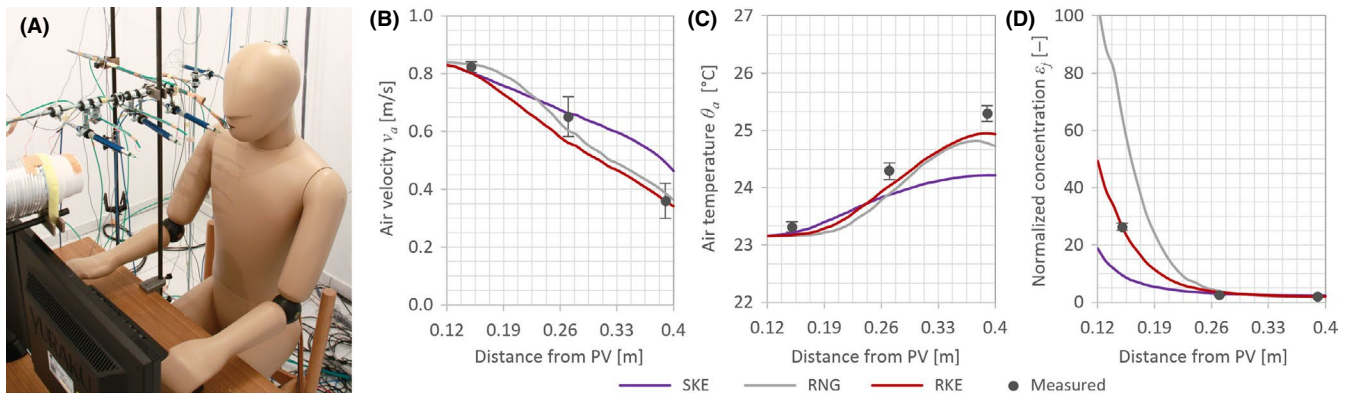 (A)
(B)
Air velocity vₐ [m/s]
1.0
0.8
0.6
0.4
0.2
0.0
0.12 0.19 0.26 0.33 0.4
Distance from PV [m]
(C)
Air temperature θₐ [°C]
27
26
25
24
23
22
0.12 0.19 0.26 0.33 0.4
Distance from PV [m]
(D)
Normalized concentration εⱼ [–]
100
80
60
40
20
0
0.12 0.19 0.26 0.33 0.4
Distance from PV [m]
SKE RNG RKE Measured